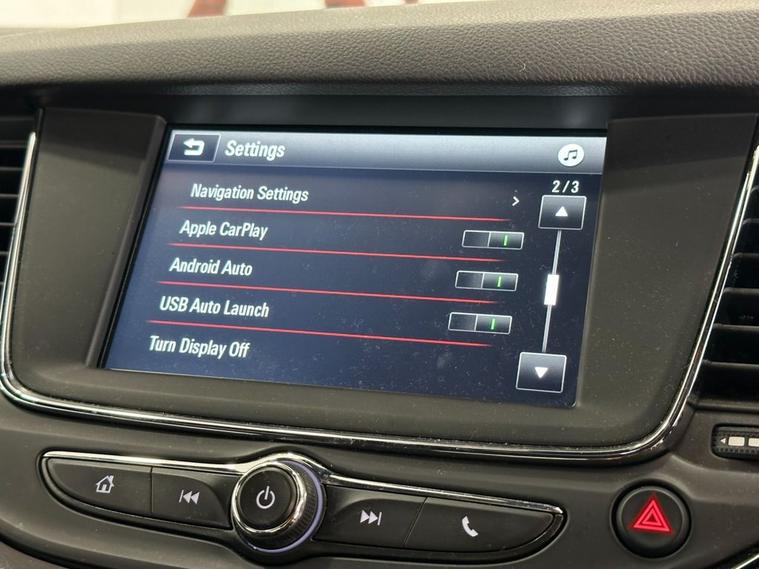 Settings
2/3
Navigation Settings
Apple CarPlay
Android Auto
USB Auto Launch
Turn Display Off